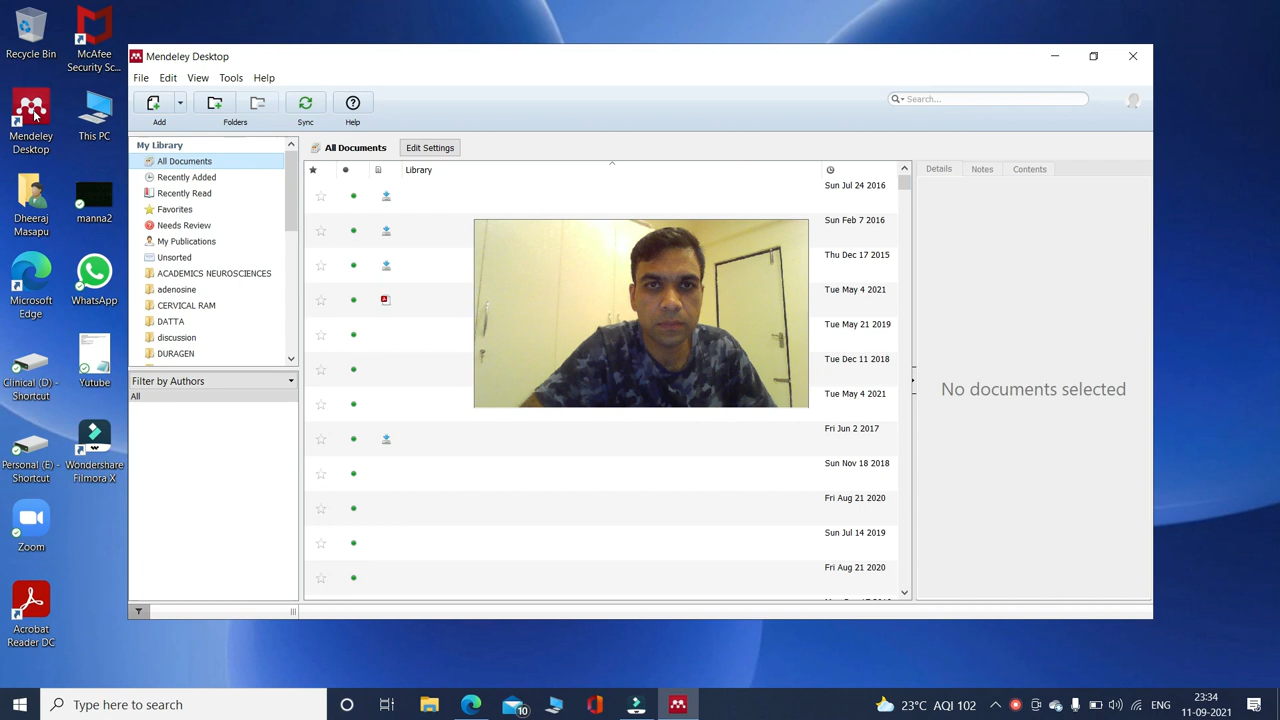 Recycle Bin
McAfee Security Sc...
Mendeley Desktop
This PC
Dheeraj Masapu
manna2
Microsoft Edge
WhatsApp
Clinical (D) - Shortcut
Yutube
Personal (E) - Shortcut
Wondershare Filmora X
Zoom
Acrobat Reader DC
Mendeley Desktop
File Edit View Tools Help
Add Folders Sync Help
Search...
My Library
All Documents
Recently Added
Recently Read
Favorites
Needs Review
My Publications
Unsorted
ACADEMICS NEUROSCIENCES
adenosine
CERVICAL RAM
DATTA
discussion
DURAGEN
Filter by Authors
All
All Documents Edit Settings
Library
Sun Jul 24 2016
Sun Feb 7 2016
Thu Dec 17 2015
Tue May 4 2021
Tue May 21 2019
Tue Dec 11 2018
Tue May 4 2021
Fri Jun 2 2017
Sun Nov 18 2018
Fri Aug 21 2020
Sun Jul 14 2019
Fri Aug 21 2020
Details Notes Contents
No documents selected
Type here to search
10
23°C AQI 102
ENG
23:34
11-09-2021